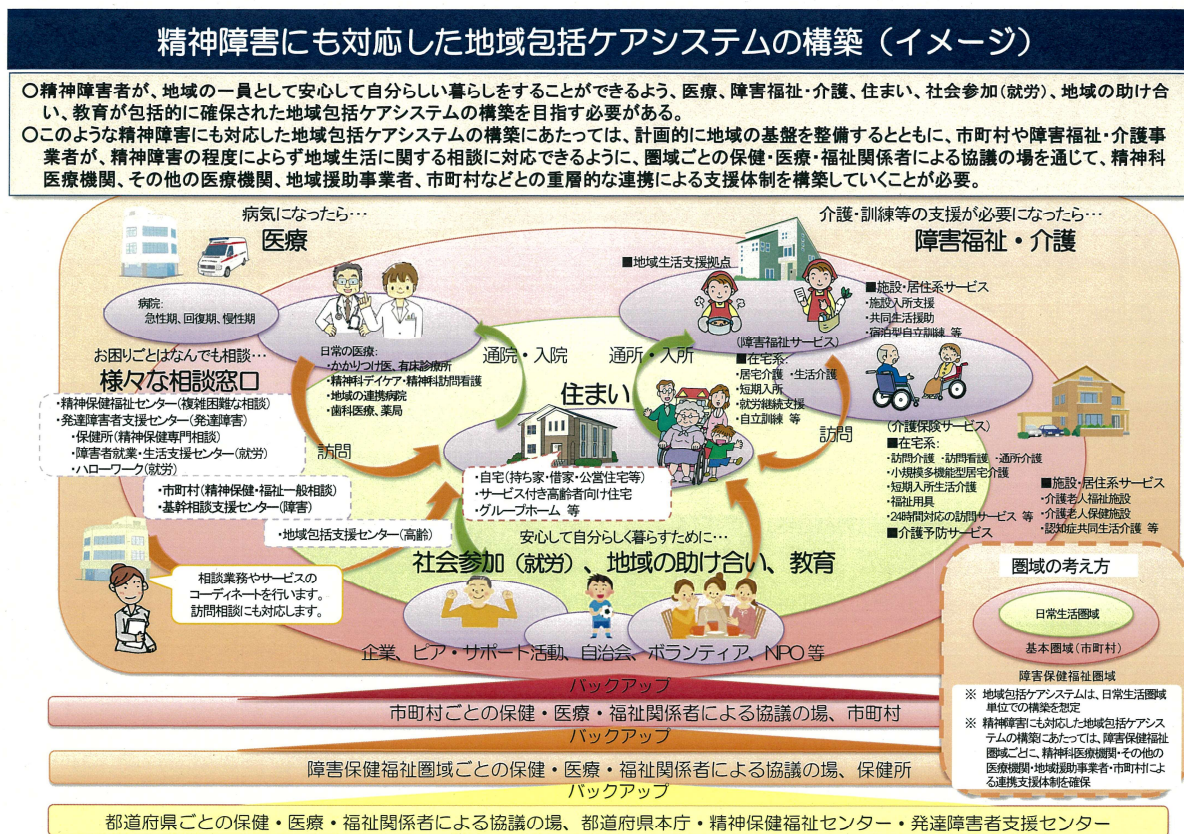 精神障害にも対応した地域包括ケアシステムの構築（イメージ）
○精神障害者が、地域の一員として安心して自分らしい暮らしをすることができるよう、医療、障害福祉・介護、住まい、社会参加（就労）、地域の助け合
い、教育が包括的に確保された地域包括ケアシステムの構築を目指す必要がある。
○このような精神障害にも対応した地域包括ケアシステムの構築にあたっては、計画的に地域の基盤を整備するとともに、市町村や障害福祉・介護事
業者が、精神障害の程度によらず地域生活に関する相談に対応できるように、圏域ごとの保健・医療・福祉関係者による協議の場を通じて、精神科
医療機関、その他の医療機関、地域援助事業者、市町村などとの重層的な連携による支援体制を構築していくことが必要。
病気になったら…
医療
病院:
急性期、回復期、慢性期
日常の医療:
・かかりつけ医、有床診療所
・精神科デイケア・精神科訪問看護
・地域の連携病院
・歯科医療、薬局
通院・入院
訪問
お困りごとはなんでも相談…
様々な相談窓口
・精神保健福祉センター（複雑困難な相談）
・発達障害者支援センター（発達障害）
・保健所（精神保健専門相談）
・障害者就業・生活支援センター（就労）
・ハローワーク（就労）
・市町村（精神保健・福祉一般相談）
・基幹相談支援センター（障害）
・地域包括支援センター（高齢）
相談業務やサービスの
コーディネートを行います。
訪問相談にも対応します。
住まい
・自宅（持ち家・借家・公営住宅等）
・サービス付き高齢者向け住宅
・グループホーム 等
介護・訓練等の支援が必要になったら…
障害福祉・介護
■地域生活支援拠点
通所・入所
訪問
（障害福祉サービス）
■在宅系:
・居宅介護 ・生活介護
・短期入所
・就労継続支援
・自立訓練 等
■施設・居住系サービス
・施設入所支援
・共同生活援助
・宿泊型自立訓練 等
（介護保険サービス）
■在宅系:
・訪問介護 ・訪問看護 ・通所介護
・小規模多機能型居宅介護
・短期入所生活介護
・福祉用具
・24時間対応の訪問サービス 等
■介護予防サービス
■施設・居住系サービス
・介護老人福祉施設
・介護老人保健施設
・認知症共同生活介護 等
安心して自分らしく暮らすために…
社会参加（就労）、地域の助け合い、教育
企業、ピア・サポート活動、自治会、ボランティア、NPO 等
圏域の考え方
日常生活圏域
基本圏域（市町村）
障害保健福祉圏域
※ 地域包括ケアシステムは、日常生活圏域
単位での構築を想定
※ 精神障害にも対応した地域包括ケアシス
テムの構築にあたっては、障害保健福祉
圏域ごとに、精神科医療機関・その他の
医療機関・地域援助事業者・市町村によ
る連携支援体制を確保
バックアップ
市町村ごとの保健・医療・福祉関係者による協議の場、市町村
バックアップ
障害保健福祉圏域ごとの保健・医療・福祉関係者による協議の場、保健所
バックアップ
都道府県ごとの保健・医療・福祉関係者による協議の場、都道府県本庁・精神保健福祉センター・発達障害者支援センター